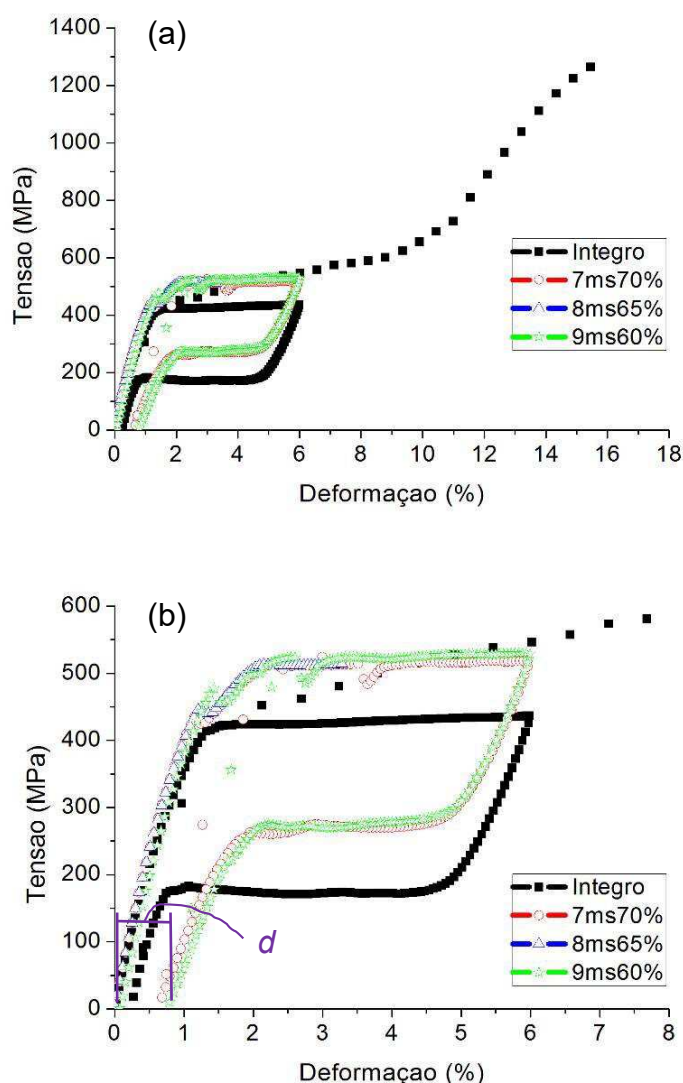 (a)
1400
1200
1000
800
600
400
200
0
Tensao (MPa)
Integro
7ms70%
8ms65%
9ms60%
0 2 4 6 8 10 12 14 16 18
Deformaçao (%)
(b)
600
500
400
300
200
100
0
Tensao (MPa)
d
Integro
7ms70%
8ms65%
9ms60%
0 1 2 3 4 5 6 7 8
Deformaçao (%)